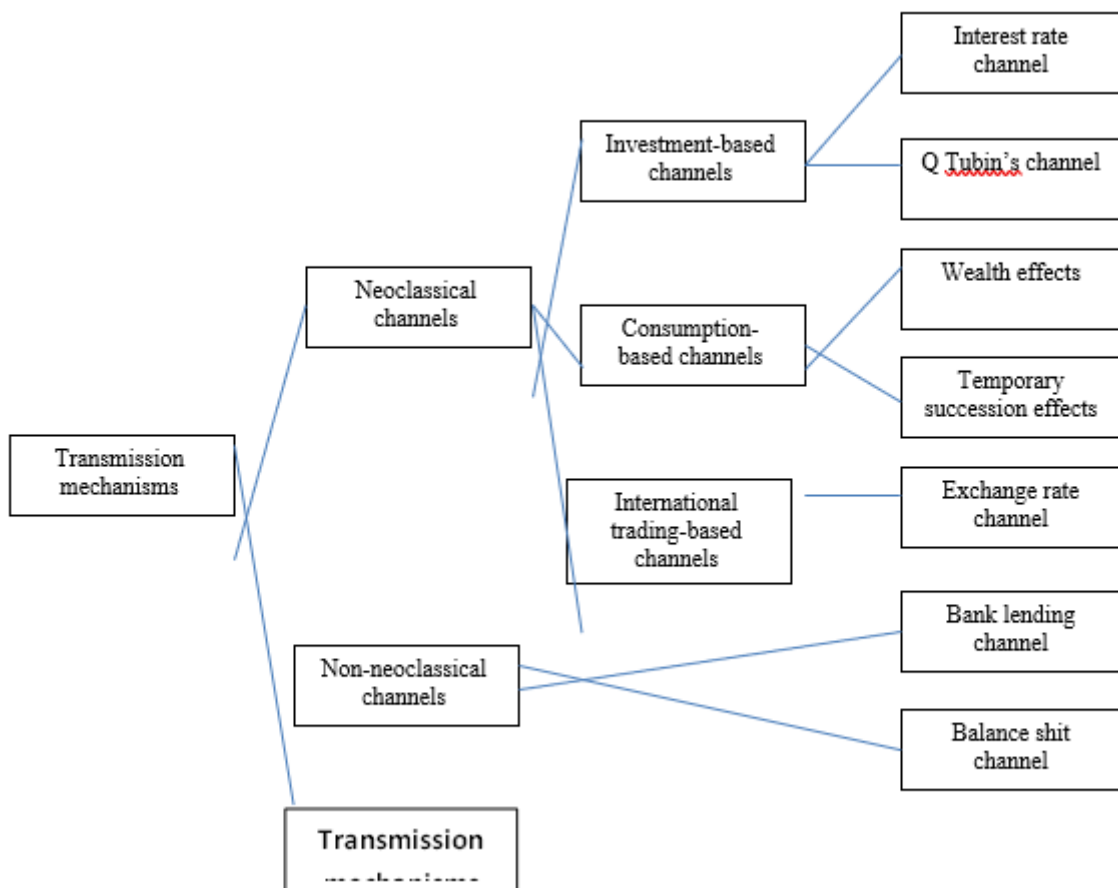 Interest rate
channel
Investment-based
channels
Q Tubin's channel
Neoclassical
channels
Wealth effects
Consumption-
based channels
Temporary
succession effects
Transmission
mechanisms
International
trading-based
channels
Exchange rate
channel
Bank lending
channel
Non-neoclassical
channels
Balance shit
channel
Transmission